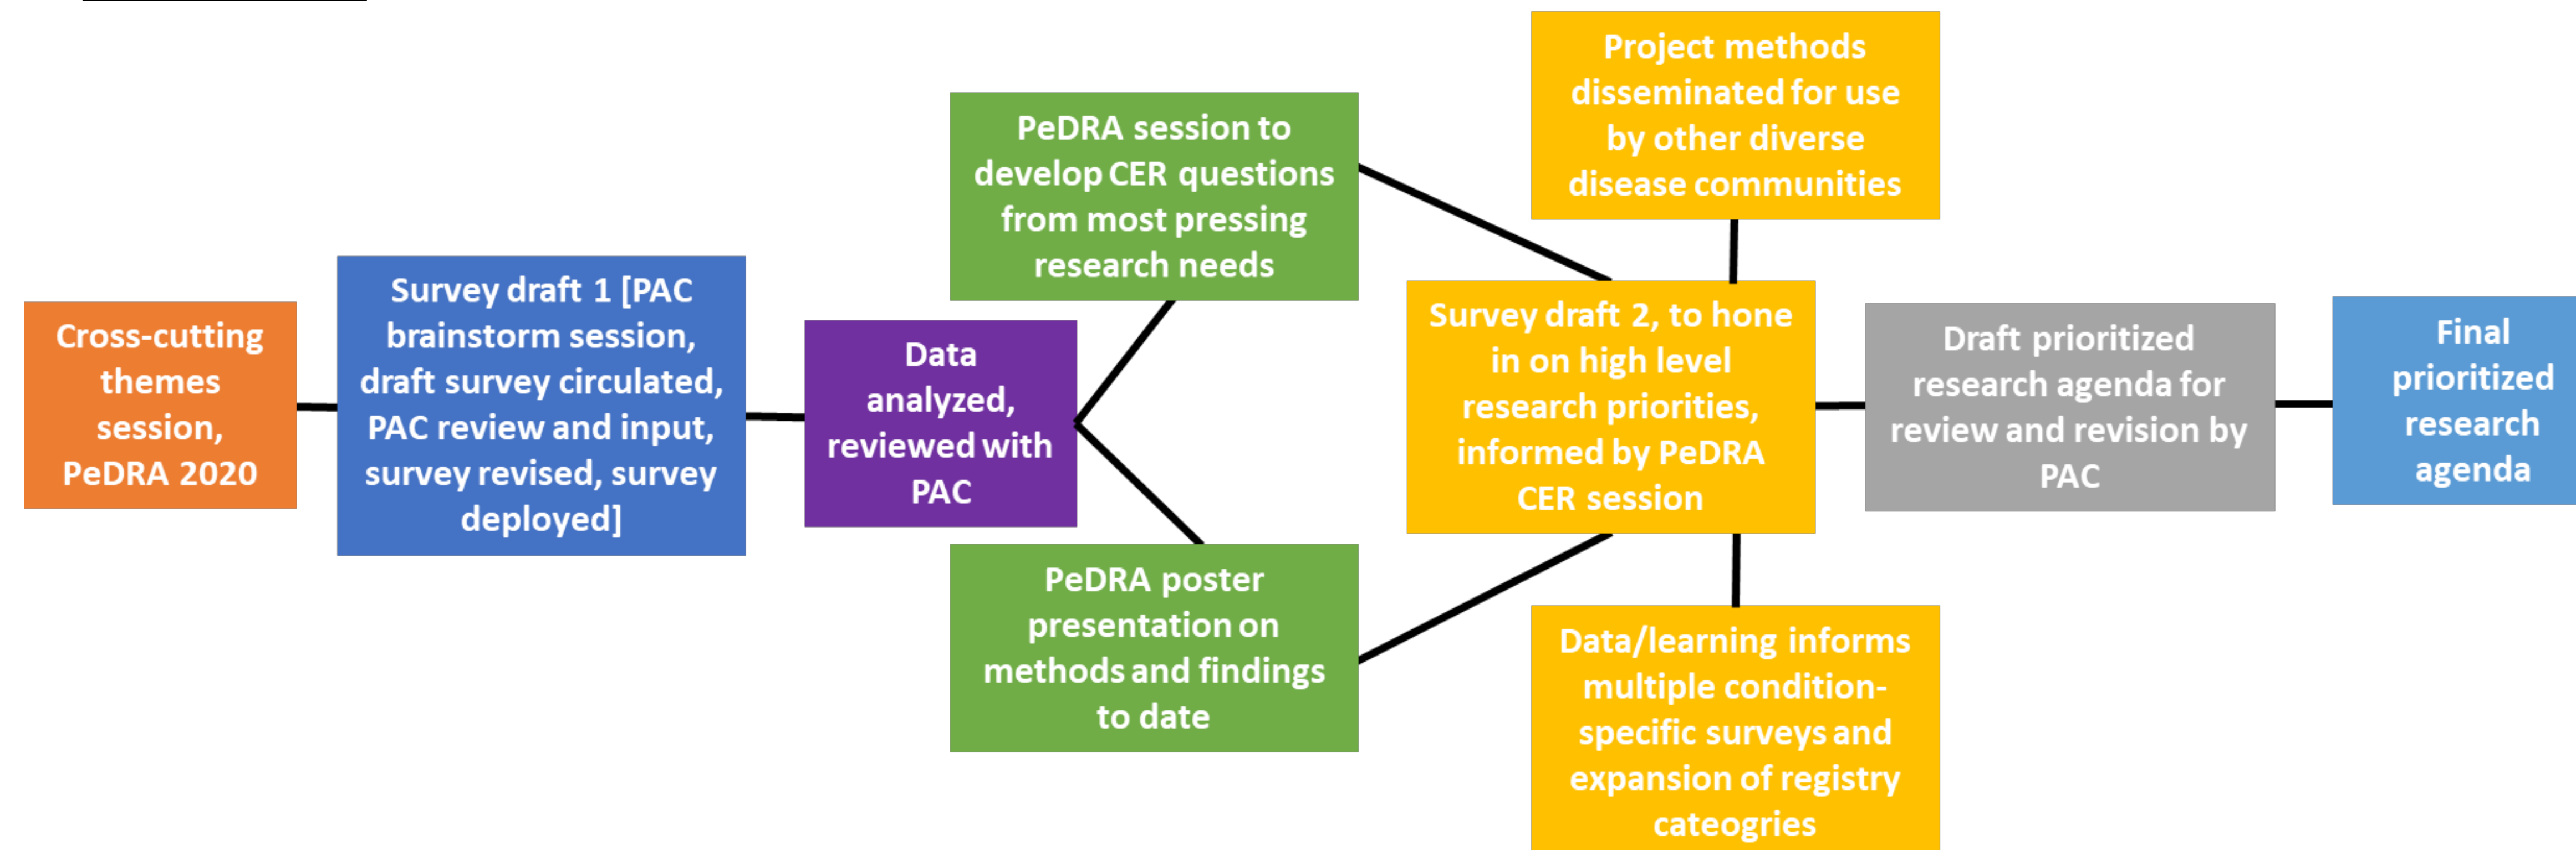 Cross-cutting
themes
session,
PeDRA 2020
Survey draft 1 [PAC
brainstorm session,
draft survey circulated,
PAC review and input,
survey revised, survey
deployed]
Data
analyzed,
reviewed with
PAC
PeDRA session to
develop CER questions
from most pressing
research needs
PeDRA poster
presentation on
methods and findings
to date
Project methods
disseminated for use
by other diverse
disease communities
Survey draft 2, to hone
in on high level
research priorities,
informed by PeDRA
CER session
Data/learning informs
multiple condition-
specific surveys and
expansion of registry
cateogries
Draft prioritized
research agenda for
review and revision by
PAC
Final
prioritized
research
agenda